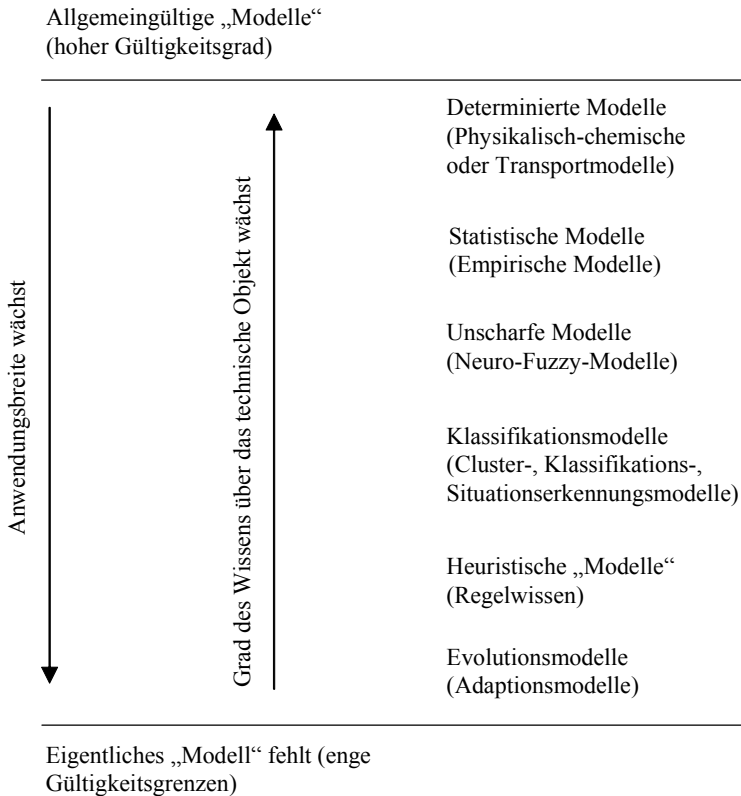 Allgemeingültige „Modelle“
(hoher Gültigkeitsgrad)
Anwendungsbreite wächst
Grad des Wissens über das technische Objekt wächst
Determinierte Modelle
(Physikalisch-chemische
oder Transportmodelle)
Statistische Modelle
(Empirische Modelle)
Unscharfe Modelle
(Neuro-Fuzzy-Modelle)
Klassifikationsmodelle
(Cluster-, Klassifikations-,
Situationserkennungsmodelle)
Heuristische „Modelle“
(Regelwissen)
Evolutionsmodelle
(Adaptionsmodelle)
Eigentliches „Modell“ fehlt (enge
Gültigkeitsgrenzen)